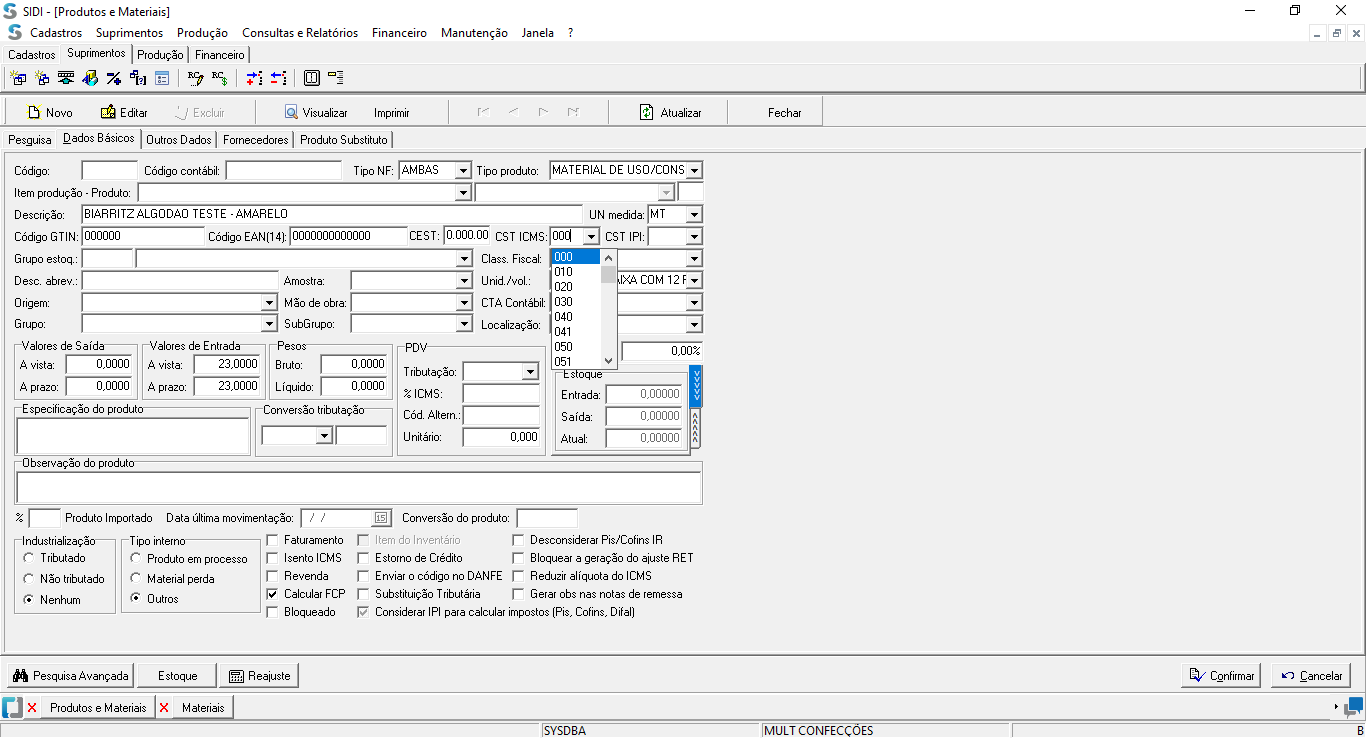 SIDI - [Produtos e Materiais]
Cadastros Suprimentos Produção Consultas e Relatórios Financeiro Manutenção Janela ?
Cadastros Suprimentos Produção Financeiro
Novo Editar Excluir Visualizar Imprimir Atualizar Fechar
Pesquisa Dados Básicos Outros Dados Fornecedores Produto Substituto
Código: Código contábil: Tipo NF: AMBAS Tipo produto: MATERIAL DE USO/CONS
Item produção - Produto:
Descrição: BIARRITZ ALGODAO TESTE - AMARELO UN medida: MT
Código GTIN: 000000 Código EAN(14): 0000000000000 CEST: 0.000.00 CST ICMS: 000 CST IPI:
Grupo estoq.: Class. Fiscal: 000
010
Desc. abrev.: Amostra: Unid./vol.: 020 AIXA COM 12 F
Origem: Mão de obra: CTA Contábil: 030
040
Grupo: SubGrupo: Localização: 041
050
051
Valores de Saída Valores de Entrada Pesos PDV 0,00%
A vista: 0,0000 A vista: 23,0000 Bruto: 0,0000 Tributação:
A prazo: 0,0000 A prazo: 23,0000 Líquido: 0,0000 % ICMS:
Estoque
Entrada: 0,00000
Especificação do produto Conversão tributação Cód. Altern.: Saída: 0,00000
Unitário: 0,000 Atual: 0,00000
Observação do produto
% Produto Importado Data última movimentação: / / 15 Conversão do produto:
Industrialização Tipo interno Faturamento Item do Inventário Desconsiderar Pis/Cofins IR
Tributado Produto em processo Isento ICMS Estorno de Crédito Bloquear a geração do ajuste RET
Não tributado Material perda Revenda Enviar o código no DANFE Reduzir alíquota do ICMS
Nenhum Outros Calcular FCP Substituição Tributária Gerar obs nas notas de remessa
Bloqueado Considerar IPI para calcular impostos (Pis, Cofins, Difal)
Pesquisa Avançada Estoque Reajuste Confirmar Cancelar
Produtos e Materiais Materiais
SYSDBA MULT CONFECÇÕES B